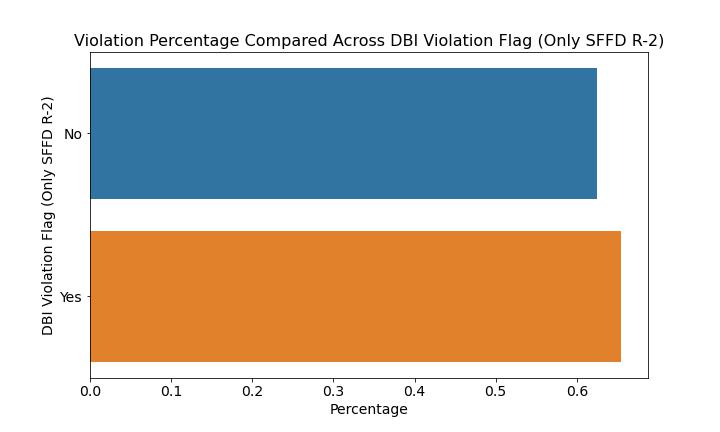 Violation Percentage Compared Across DBI Violation Flag (Only SFFD R-2)
DBI Violation Flag (Only SFFD R-2)
No
Yes
0.0 0.1 0.2 0.3 0.4 0.5 0.6
Percentage